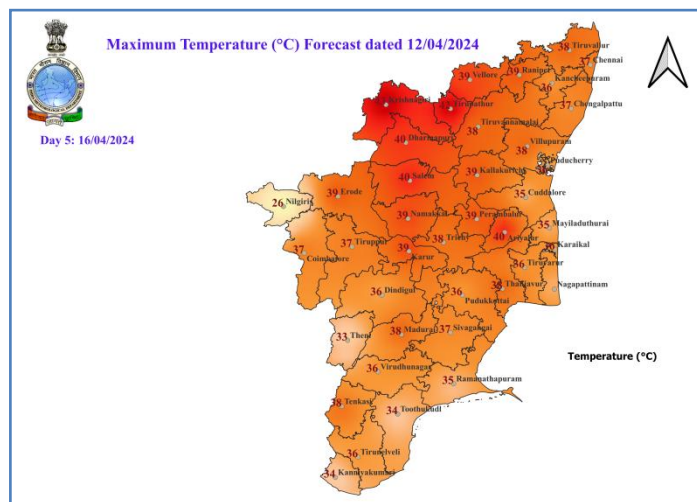 Maximum Temperature (°C) Forecast dated 12/04/2024
Day 5: 16/04/2024
38 Tiruvallur
37 Chennai
39 Vellore
39 Ranipet
36 Kancheepuram
37 Chengalpattu
Krishnagiri
42 Tirupathur
38 Tiruvannamalai
40 Dharmapuri
38 Villupuram
Puducherry
40 Salem
39 Kallakurichi
35 Cuddalore
39 Erode
26 Nilgiris
39 Namakkal
39 Perambalur
40 Ariyalur
35 Mayiladuthurai
Karaikal
37 Tiruppur
38 Trichy
39 Karur
37 Coimbatore
36 Tiruvarur
Nagapattinam
36 Dindigul
36 Pudukkottai
38 Thanjavur
33 Theni
38 Madurai
37 Sivagangai
Temperature (°C)
36 Virudhunagar
35 Ramanathapuram
38 Tenkasi
34 Toothukudi
36 Tirunelveli
34 Kanniyakumari